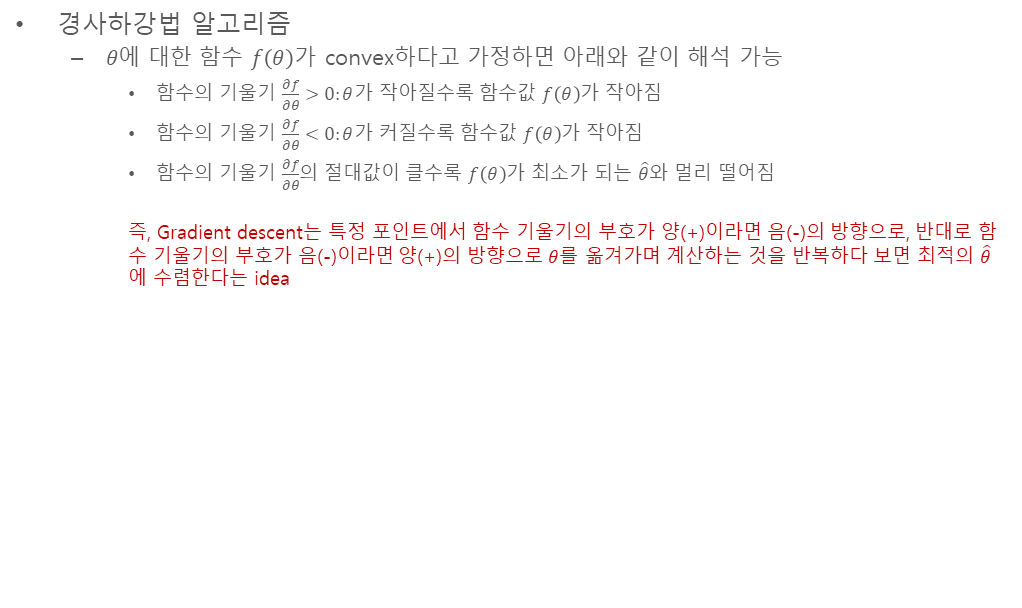 • 경사하강법 알고리즘
– 𝜃에 대한 함수 𝑓(𝜃)가 convex하다고 가정하면 아래와 같이 해석 가능
• 함수의 기울기 ∂𝑓/∂𝜃 > 0: 𝜃가 작아질수록 함수값 𝑓(𝜃)가 작아짐
• 함수의 기울기 ∂𝑓/∂𝜃 < 0: 𝜃가 커질수록 함수값 𝑓(𝜃)가 작아짐
• 함수의 기울기 ∂𝑓/∂𝜃의 절대값이 클수록 𝑓(𝜃)가 최소가 되는 𝜃̂와 멀리 떨어짐
즉, Gradient descent는 특정 포인트에서 함수 기울기의 부호가 양(+)이라면 음(-)의 방향으로, 반대로 함
수 기울기의 부호가 음(-)이라면 양(+)의 방향으로 𝜃를 옮겨가며 계산하는 것을 반복하다 보면 최적의 𝜃̂
에 수렴한다는 idea